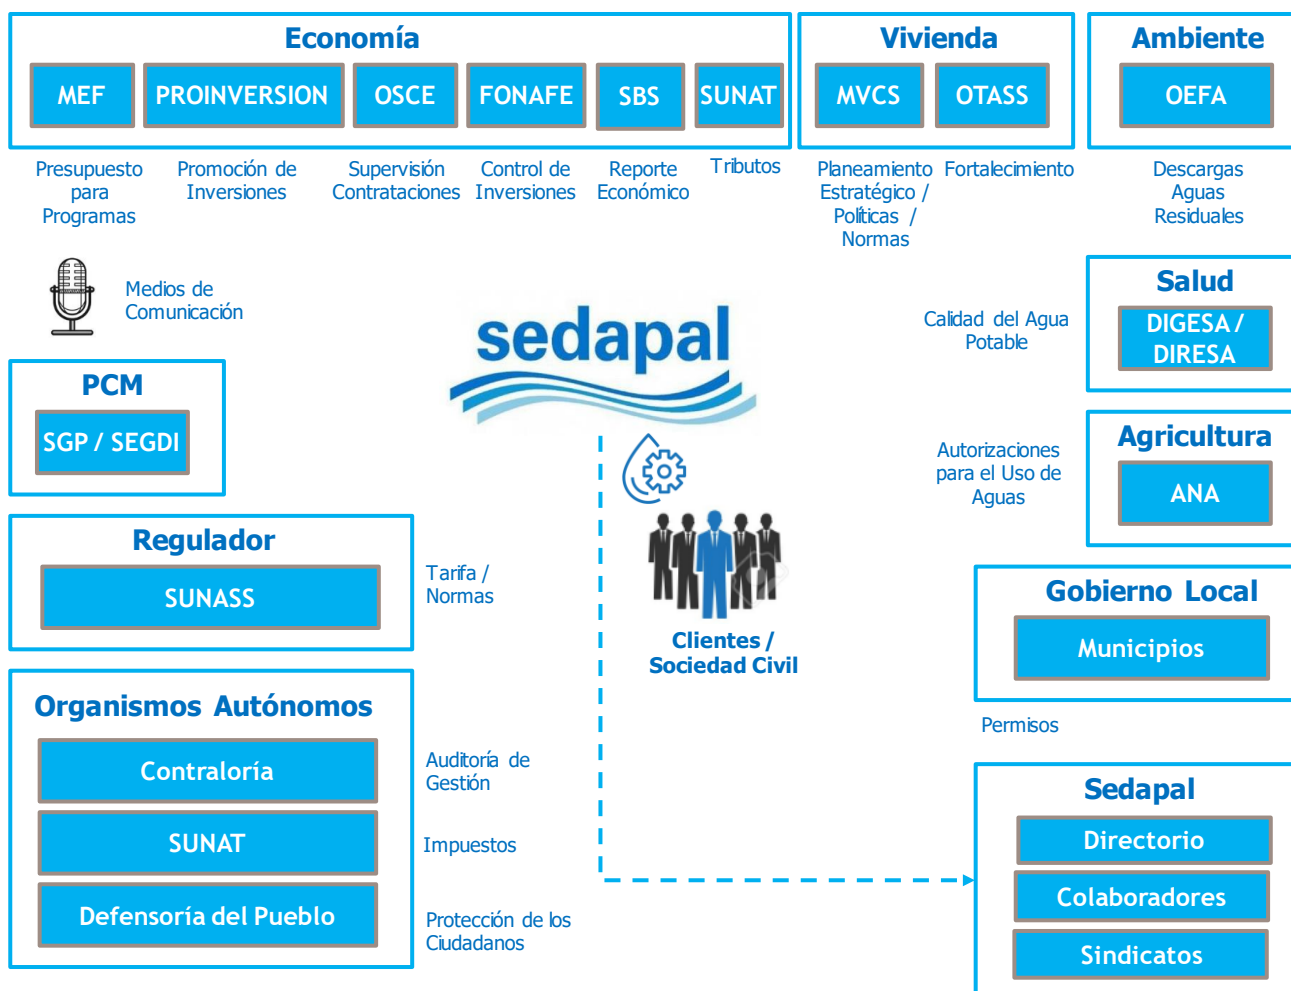 Economía
MEF
PROINVERSION
OSCE
FONAFE
SBS
SUNAT
Presupuesto
para
Programas
Promoción de
Inversiones
Supervisión
Contrataciones
Control de
Inversiones
Reporte
Económico
Tributos
Vivienda
MVCS
OTASS
Planeamiento
Estratégico /
Políticas /
Normas
Fortalecimiento
Ambiente
OEFA
Descargas
Aguas
Residuales
Medios de
Comunicación
sedapal
Calidad del Agua
Potable
Salud
DIGESA /
DIRESA
PCM
SGP / SEGDI
Autorizaciones
para el Uso de
Aguas
Agricultura
ANA
Regulador
SUNASS
Tarifa /
Normas
Clientes /
Sociedad Civil
Gobierno Local
Municipios
Permisos
Organismos Autónomos
Contraloría
Auditoría de
Gestión
SUNAT
Impuestos
Defensoría del Pueblo
Protección de los
Ciudadanos
Sedapal
Directorio
Colaboradores
Sindicatos